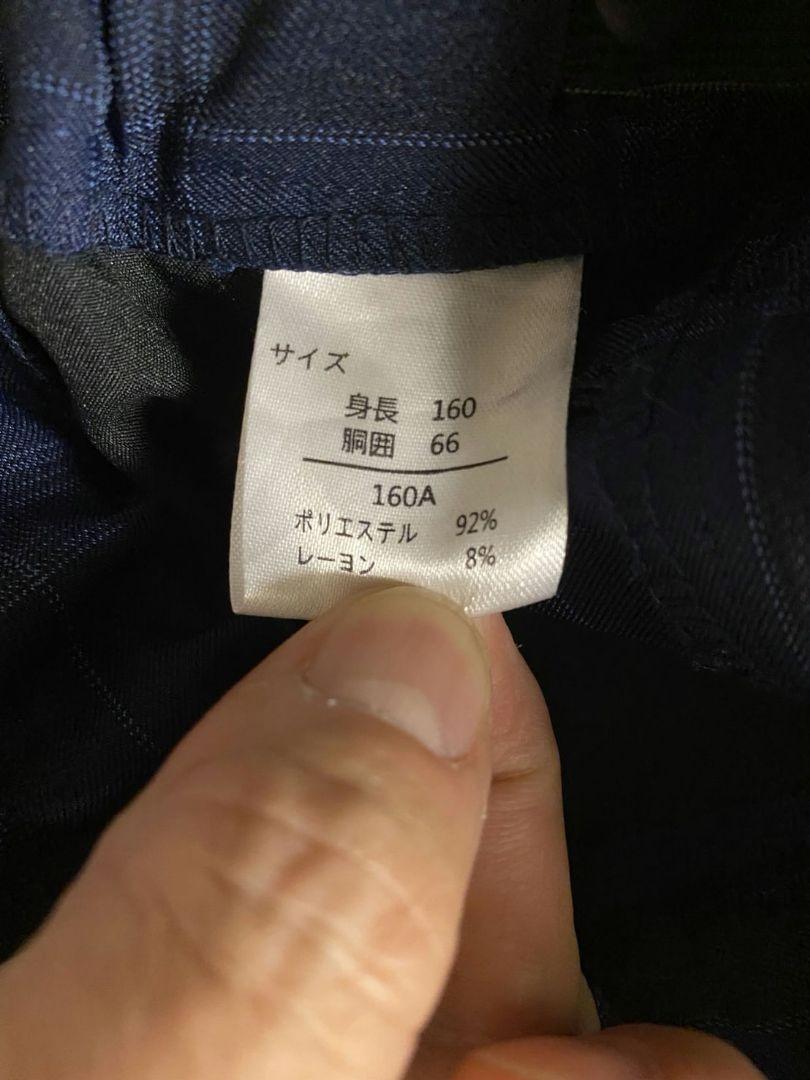 サイズ
身長 160
胴囲 66
160A
ポリエステル 92%
レーヨン 8%